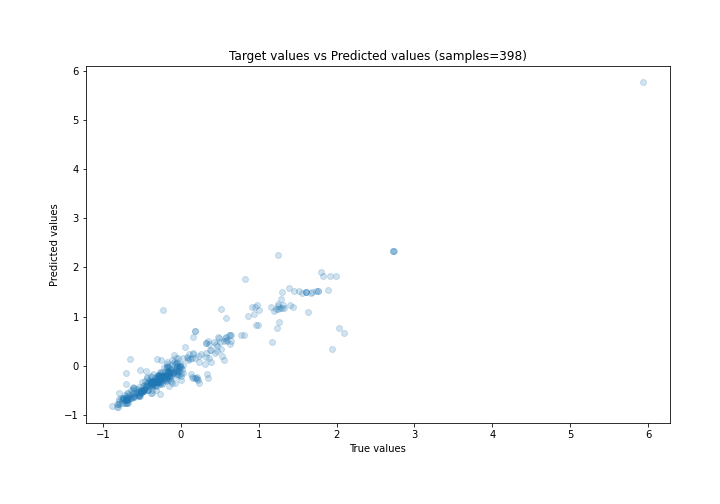 Target values vs Predicted values (samples=398)
6
5
4
3
2
1
0
−1
Predicted values
−1 0 1 2 3 4 5 6
True values